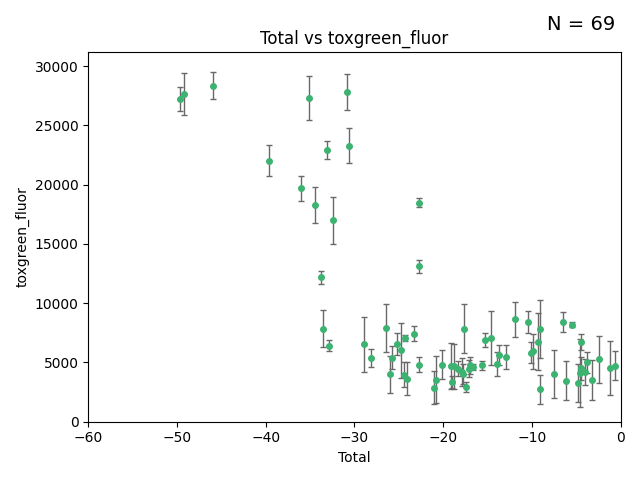 N = 69
Total vs toxgreen_fluor
30000
25000
20000
15000
10000
5000
0
toxgreen_fluor
−60 −50 −40 −30 −20 −10 0
Total